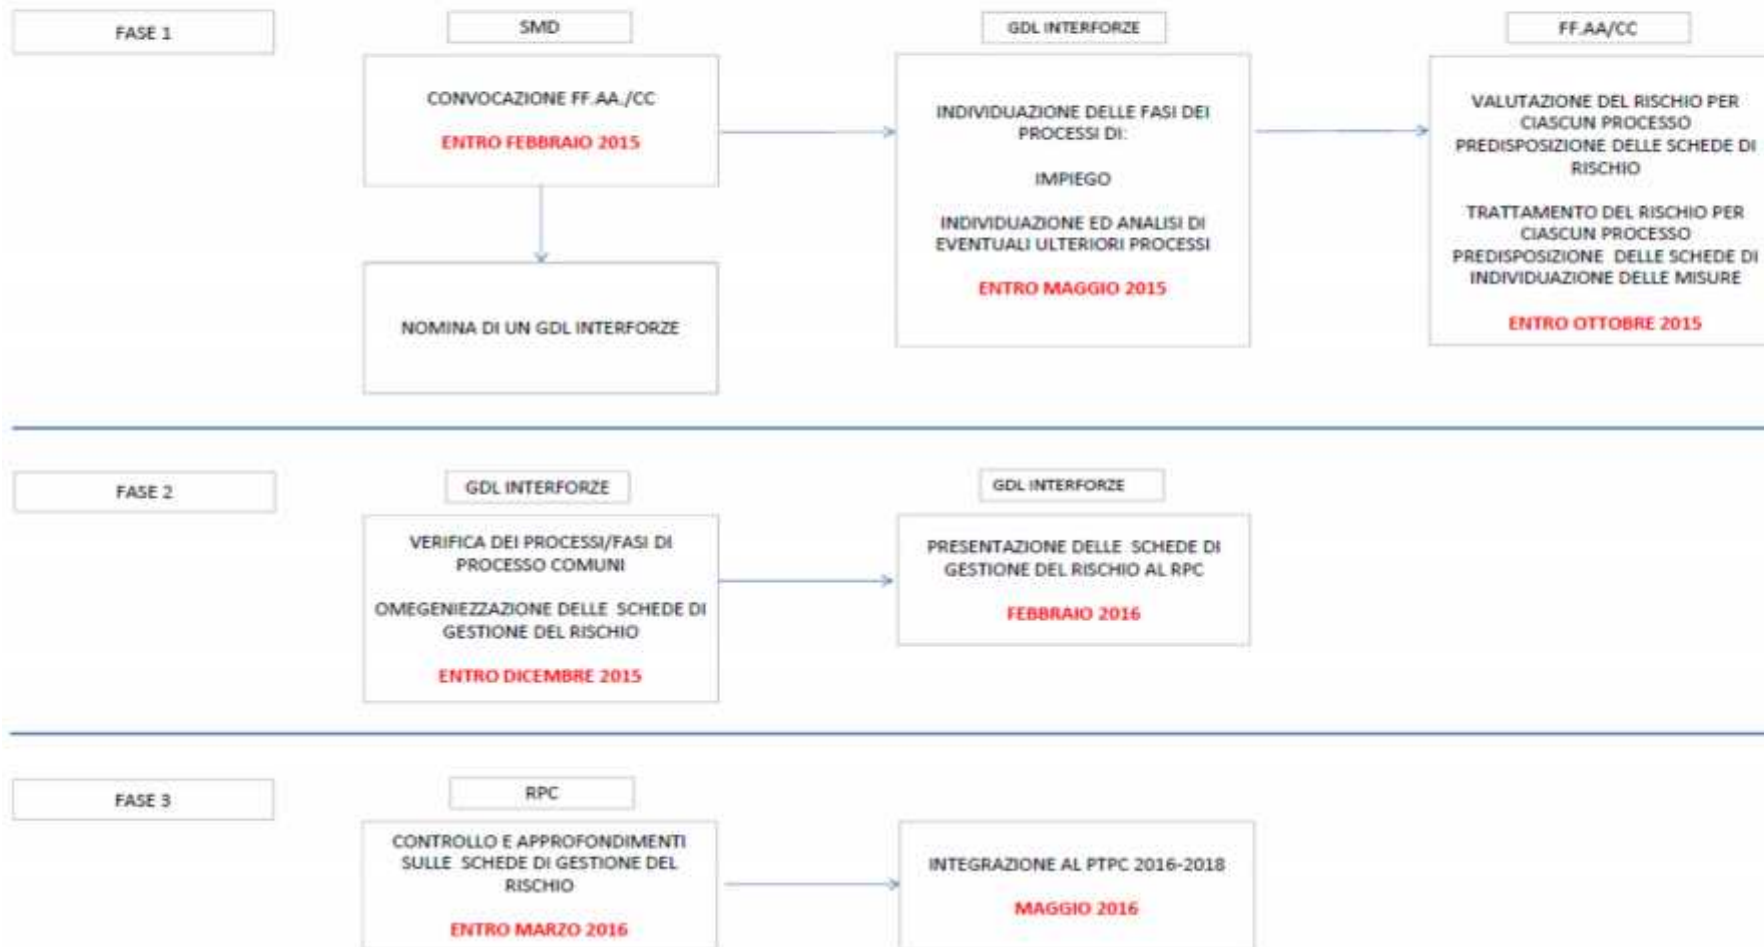 FASE 1
SMD
CONVOCAZIONE FF.AA./CC
ENTRO FEBBRAIO 2015
NOMINA DI UN GDL INTERFORZE
GDL INTERFORZE
INDIVIDUAZIONE DELLE FASI DEI
PROCESSI DI:
IMPIEGO
INDIVIDUAZIONE ED ANALISI DI
EVENTUALI ULTERIORI PROCESSI
ENTRO MAGGIO 2015
FF.AA/CC
VALUTAZIONE DEL RISCHIO PER
CIASCUN PROCESSO
PREDISPOSIZIONE DELLE SCHEDE DI
RISCHIO
TRATTAMENTO DEL RISCHIO PER
CIASCUN PROCESSO
PREDISPOSIZIONE DELLE SCHEDE DI
INDIVIDUAZIONE DELLE MISURE
ENTRO OTTOBRE 2015
FASE 2
GDL INTERFORZE
VERIFICA DEI PROCESSI/FASI DI
PROCESSO COMUNI
OMEGENIEZZAZIONE DELLE SCHEDE DI
GESTIONE DEL RISCHIO
ENTRO DICEMBRE 2015
GDL INTERFORZE
PRESENTAZIONE DELLE SCHEDE DI
GESTIONE DEL RISCHIO AL RPC
FEBBRAIO 2016
FASE 3
RPC
CONTROLLO E APPROFONDIMENTI
SULLE SCHEDE DI GESTIONE DEL
RISCHIO
ENTRO MARZO 2016
INTEGRAZIONE AL PTPC 2016-2018
MAGGIO 2016